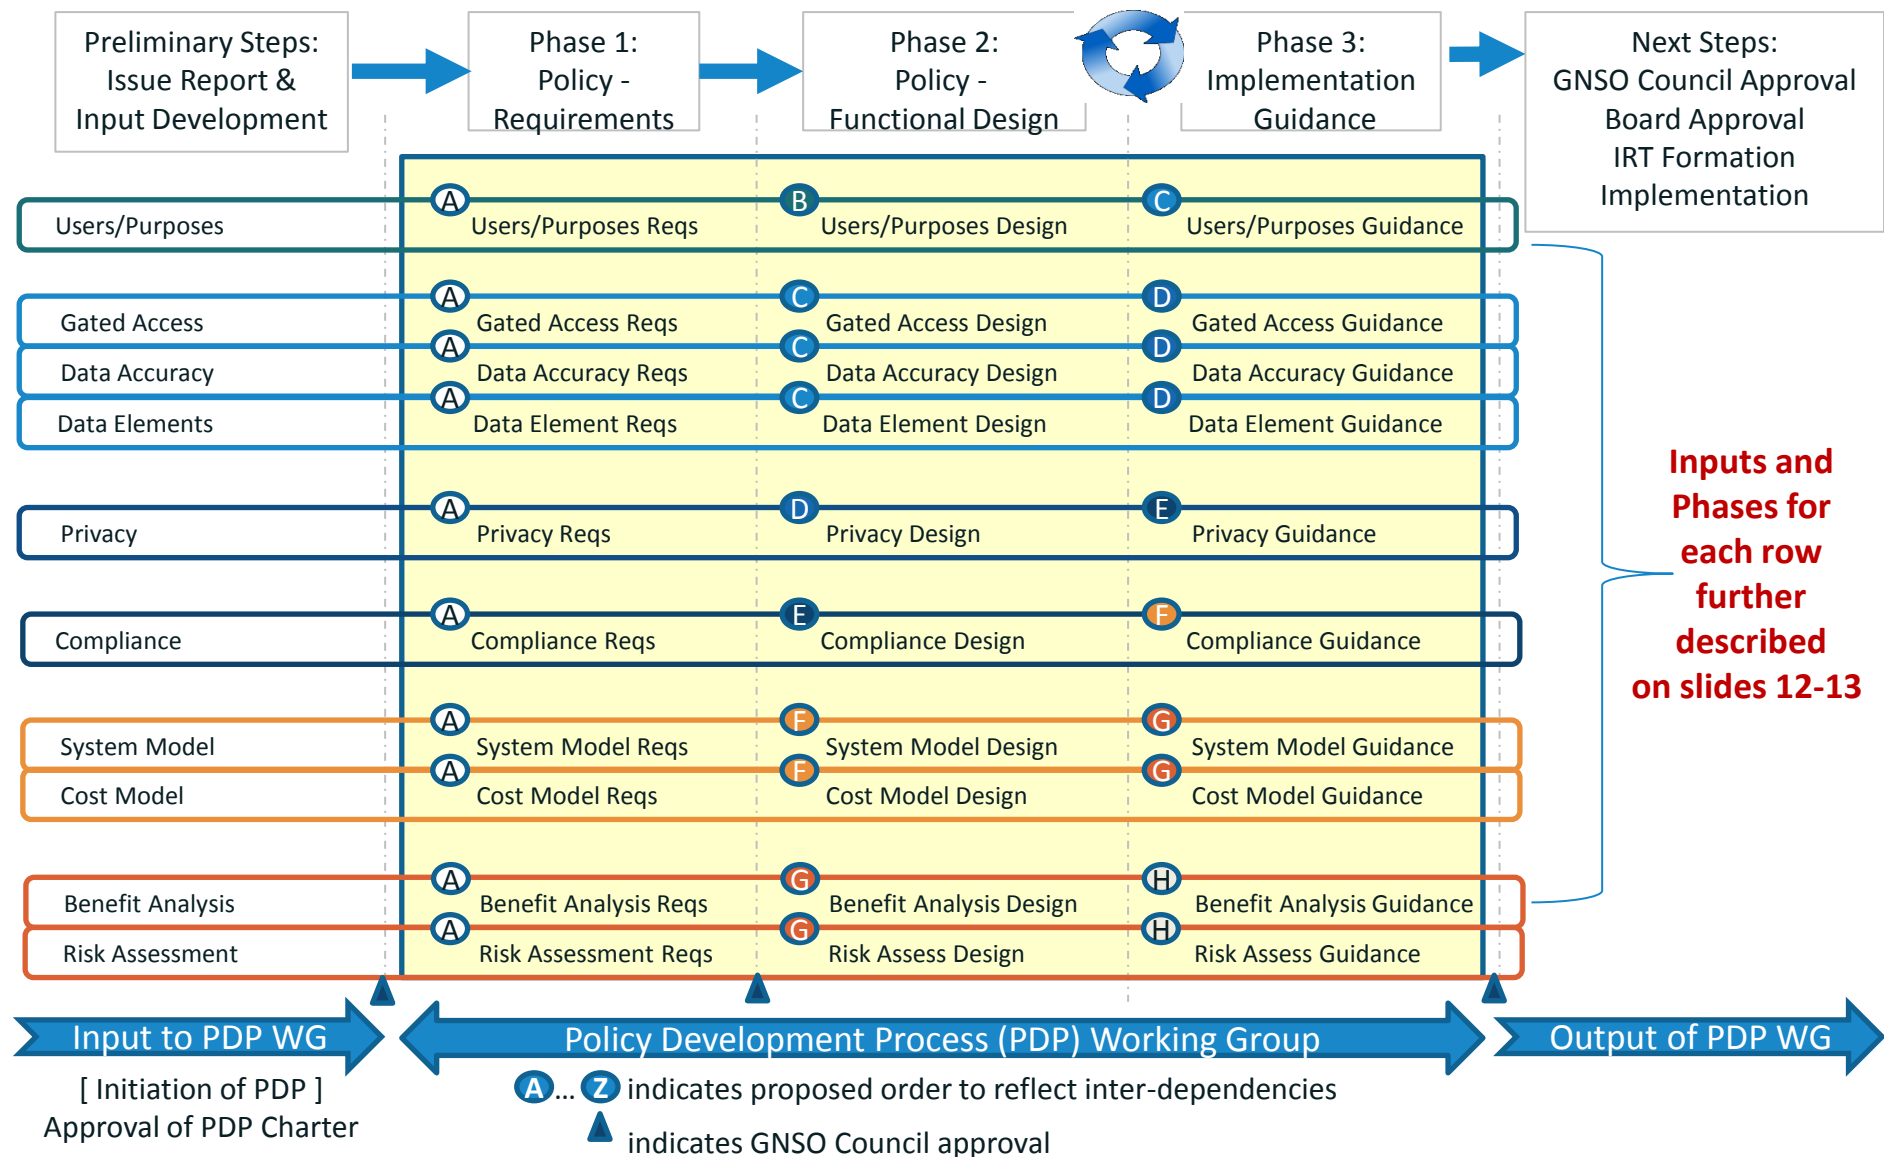 Preliminary Steps:
Issue Report &
Input Development
Phase 1:
Policy -
Requirements
Phase 2:
Policy -
Functional Design
Phase 3:
Implementation
Guidance
Next Steps:
GNSO Council Approval
Board Approval
IRT Formation
Implementation
A B C
Users/Purposes Users/Purposes Reqs Users/Purposes Design Users/Purposes Guidance
A C D
Gated Access Gated Access Reqs Gated Access Design Gated Access Guidance
A C D
Data Accuracy Data Accuracy Reqs Data Accuracy Design Data Accuracy Guidance
A C D
Data Elements Data Element Reqs Data Element Design Data Element Guidance
A D E
Privacy Privacy Reqs Privacy Design Privacy Guidance
A E F
Compliance Compliance Reqs Compliance Design Compliance Guidance
A F G
System Model System Model Reqs System Model Design System Model Guidance
A F G
Cost Model Cost Model Reqs Cost Model Design Cost Model Guidance
A G H
Benefit Analysis Benefit Analysis Reqs Benefit Analysis Design Benefit Analysis Guidance
A G H
Risk Assessment Risk Assessment Reqs Risk Assess Design Risk Assess Guidance
Inputs and
Phases for
each row
further
described
on slides 12-13
Input to PDP WG
Policy Development Process (PDP) Working Group
Output of PDP WG
[ Initiation of PDP ]
Approval of PDP Charter
A ... Z indicates proposed order to reflect inter-dependencies
indicates GNSO Council approval